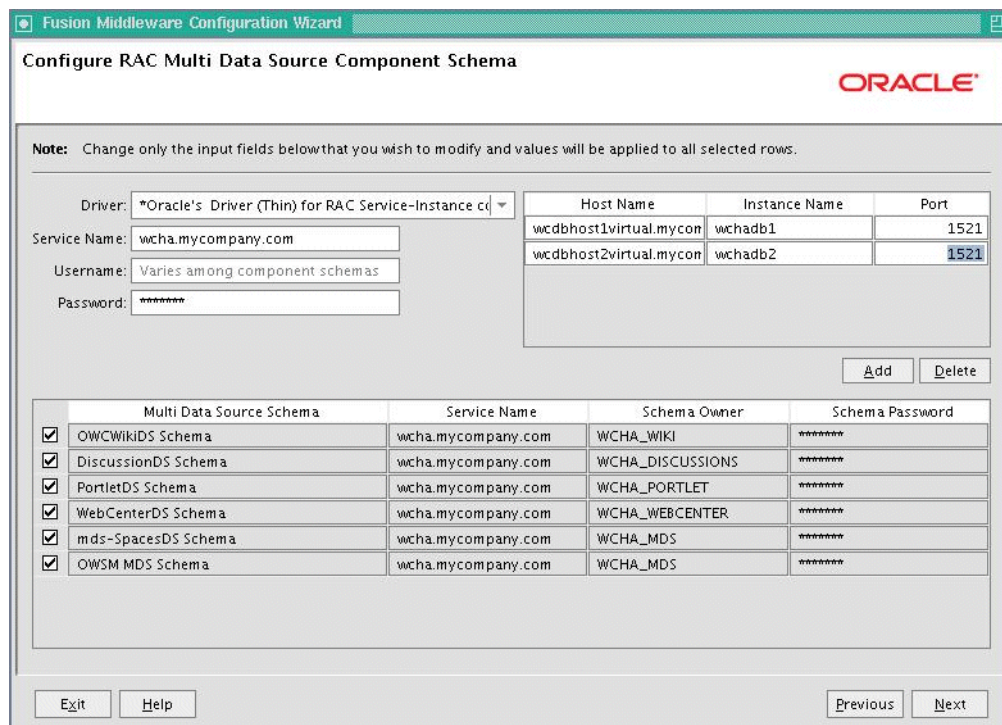 Fusion Middleware Configuration Wizard
Configure RAC Multi Data Source Component Schema
ORACLE
Note: Change only the input fields below that you wish to modify and values will be applied to all selected rows.
Driver: *Oracle's Driver (Thin) for RAC Service-Instance co
Service Name: wcha.mycompany.com
Username: Varies among component schemas
Password: *******
Host Name Instance Name Port
wcdbhost1virtual.mycom wchadb1 1521
wcdbhost2virtual.mycom wchadb2 1521
Add Delete
Multi Data Source Schema Service Name Schema Owner Schema Password
OWCWikiDS Schema wcha.mycompany.com WCHA_WIKI *******
DiscussionDS Schema wcha.mycompany.com WCHA_DISCUSSIONS *******
PortletDS Schema wcha.mycompany.com WCHA_PORTLET *******
WebCenterDS Schema wcha.mycompany.com WCHA_WEBCENTER *******
mds-SpacesDS Schema wcha.mycompany.com WCHA_MDS *******
OWSM MDS Schema wcha.mycompany.com WCHA_MDS *******
Exit Help Previous Next